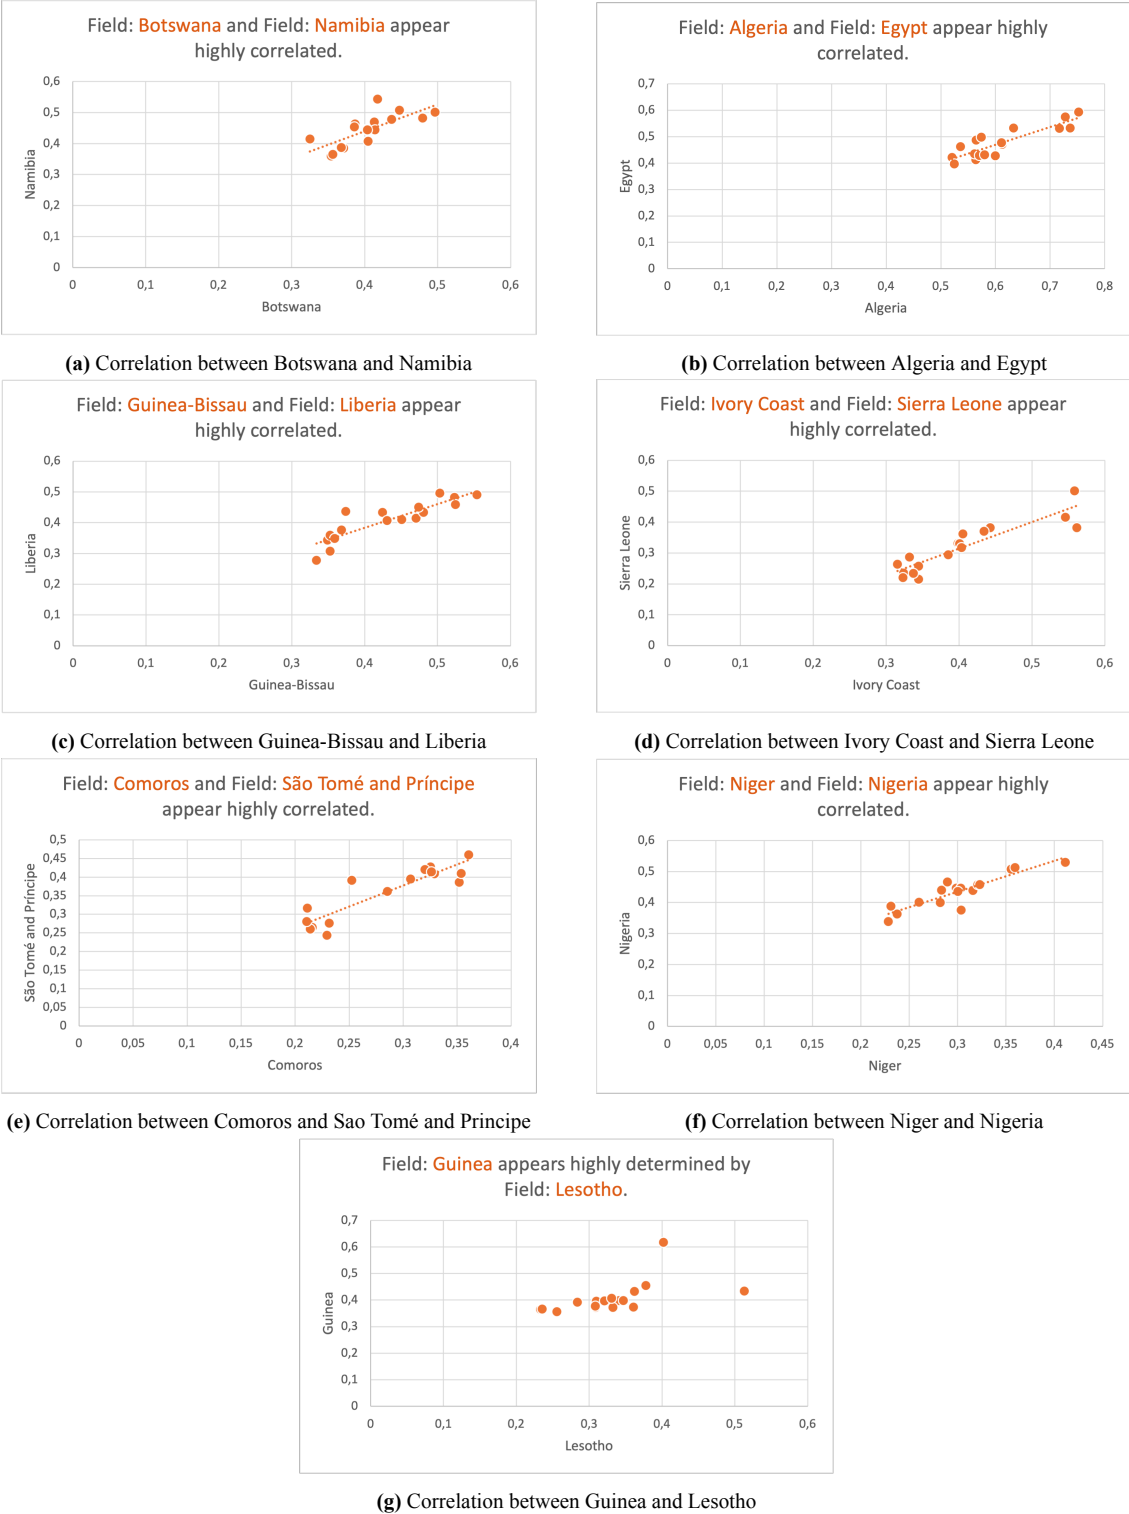 Field: Botswana and Field: Namibia appear
highly correlated.
0,6
0,5
0,4
0,3
0,2
0,1
0
Namibia
0 0,1 0,2 0,3 0,4 0,5 0,6
Botswana
(a) Correlation between Botswana and Namibia
Field: Algeria and Field: Egypt appear highly
correlated.
0,7
0,6
0,5
0,4
0,3
0,2
0,1
0
Egypt
0 0,1 0,2 0,3 0,4 0,5 0,6 0,7 0,8
Algeria
(b) Correlation between Algeria and Egypt
Field: Guinea-Bissau and Field: Liberia appear
highly correlated.
0,6
0,5
0,4
0,3
0,2
0,1
0
Liberia
0 0,1 0,2 0,3 0,4 0,5 0,6
Guinea-Bissau
(c) Correlation between Guinea-Bissau and Liberia
Field: Ivory Coast and Field: Sierra Leone appear
highly correlated.
0,6
0,5
0,4
0,3
0,2
0,1
0
Sierra Leone
0 0,1 0,2 0,3 0,4 0,5 0,6
Ivory Coast
(d) Correlation between Ivory Coast and Sierra Leone
Field: Comoros and Field: São Tomé and Príncipe
appear highly correlated.
0,5
0,45
0,4
0,35
0,3
0,25
0,2
0,15
0,1
0,05
0
São Tomé and Príncipe
0 0,05 0,1 0,15 0,2 0,25 0,3 0,35 0,4
Comoros
(e) Correlation between Comoros and Sao Tomé and Principe
Field: Niger and Field: Nigeria appear highly
correlated.
0,6
0,5
0,4
0,3
0,2
0,1
0
Nigeria
0 0,05 0,1 0,15 0,2 0,25 0,3 0,35 0,4 0,45
Niger
(f) Correlation between Niger and Nigeria
Field: Guinea appears highly determined by
Field: Lesotho.
0,7
0,6
0,5
0,4
0,3
0,2
0,1
0
Guinea
0 0,1 0,2 0,3 0,4 0,5 0,6
Lesotho
(g) Correlation between Guinea and Lesotho